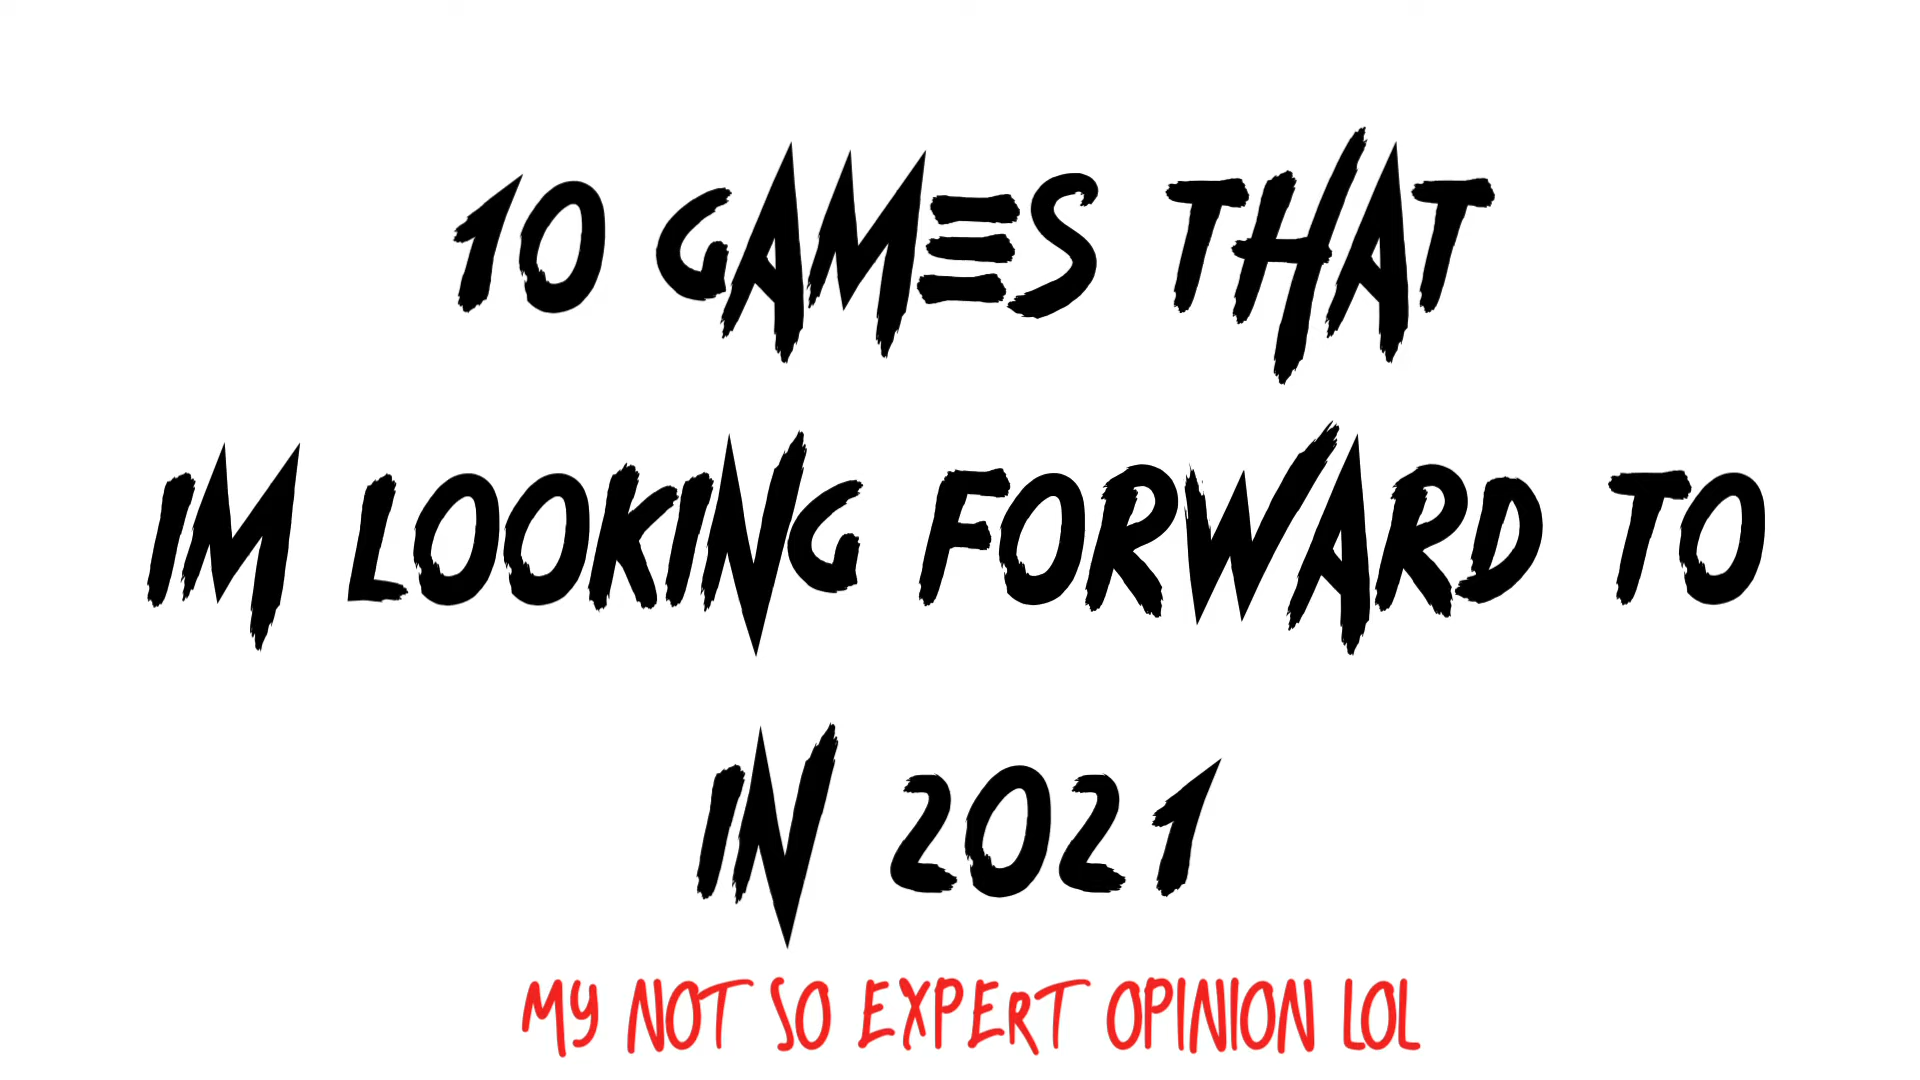 10 GAMES THAT
IM LOOKING FORWARD TO
IN 2021
MY NOT SO EXPERT OPINION LOL